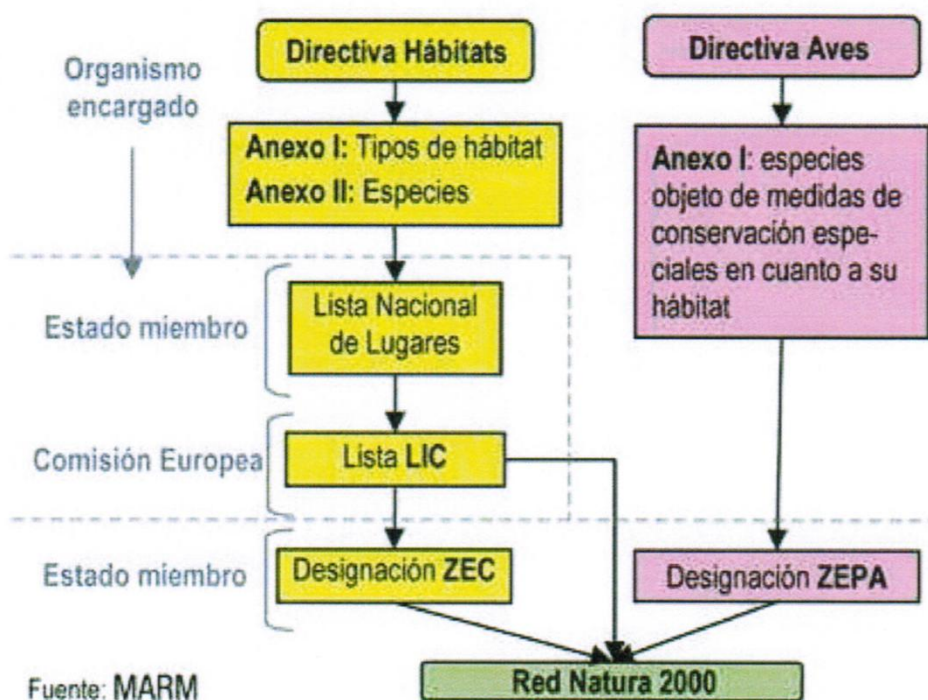 Directiva Hábitats
Directiva Aves
Organismo
encargado
Anexo I: Tipos de hábitat
Anexo II: Especies
Anexo I: especies
objeto de medidas de
conservación espe-
ciales en cuanto a su
hábitat
Estado miembro
Lista Nacional
de Lugares
Comisión Europea
Lista LIC
Estado miembro
Designación ZEC
Designación ZEPA
Red Natura 2000
Fuente: MARM